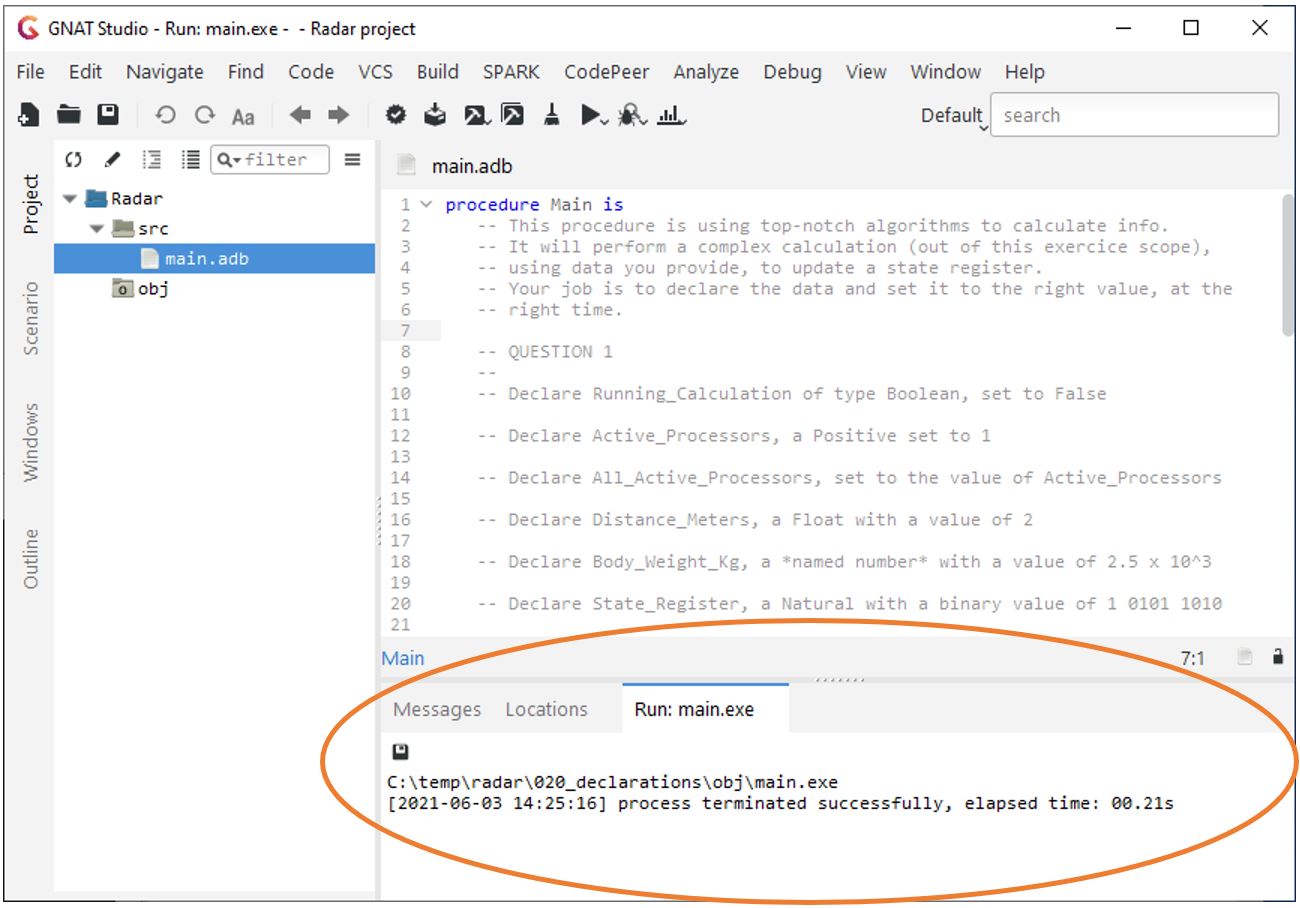 GNAT Studio - Run: main.exe -  - Radar project
File Edit Navigate Find Code VCS Build SPARK CodePeer Analyze Debug View Window Help
Aa
Default search
Project
Scenario
Windows
Outline
filter
Radar
src
main.adb
obj
main.adb
1 procedure Main is
2 -- This procedure is using top-notch algorithms to calculate info.
3 -- It will perform a complex calculation (out of this exercice scope),
4 -- using data you provide, to update a state register.
5 -- Your job is to declare the data and set it to the right value, at the
6 -- right time.
7
8 -- QUESTION 1
9 --
10 -- Declare Running_Calculation of type Boolean, set to False
11
12 -- Declare Active_Processors, a Positive set to 1
13
14 -- Declare All_Active_Processors, set to the value of Active_Processors
15
16 -- Declare Distance_Meters, a Float with a value of 2
17
18 -- Declare Body_Weight_Kg, a *named number* with a value of 2.5 x 10^3
19
20 -- Declare State_Register, a Natural with a binary value of 1 0101 1010
21
Main 7:1
Messages Locations Run: main.exe
C:\temp\radar\020_declarations\obj\main.exe
[2021-06-03 14:25:16] process terminated successfully, elapsed time: 00.21s